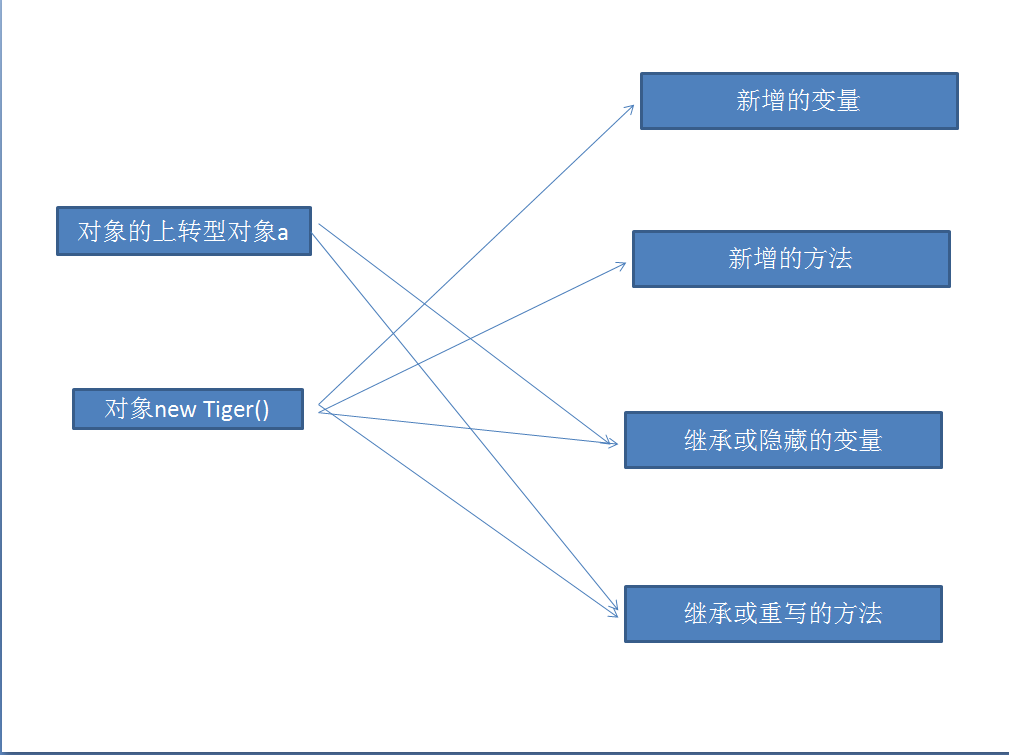 新增的变量
对象的上转型对象a
新增的方法
对象new Tiger()
继承或隐藏的变量
继承或重写的方法